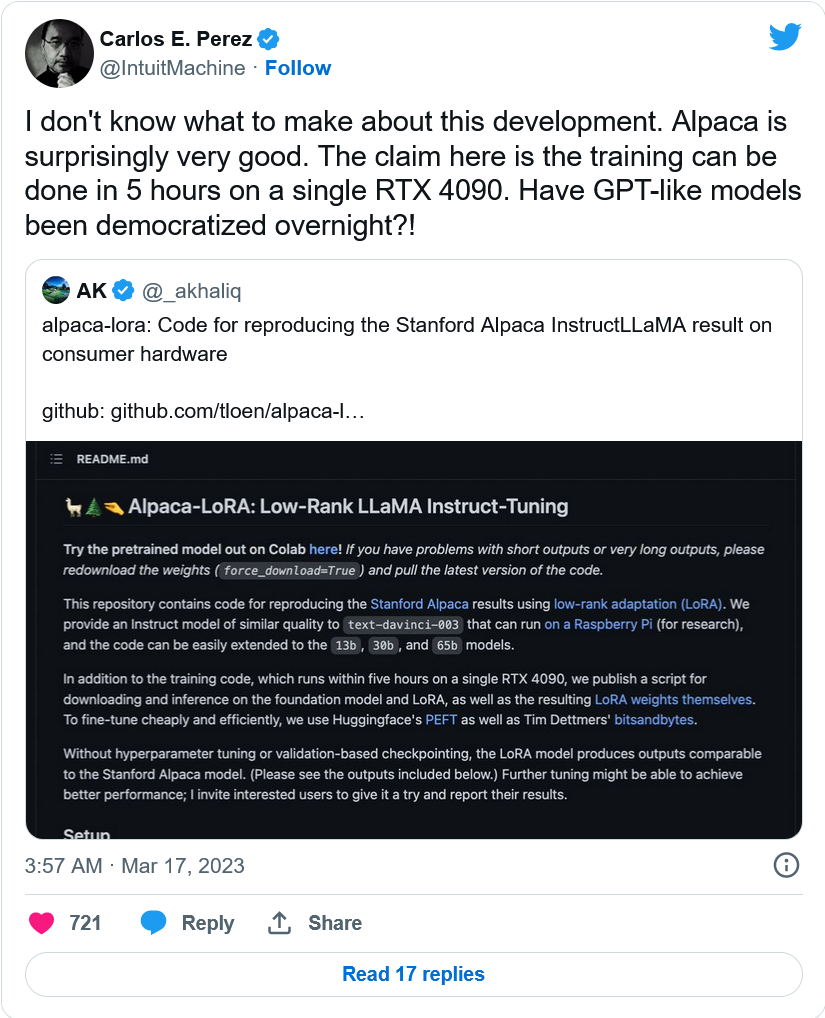 Carlos E. Perez
@IntuitMachine · Follow
I don't know what to make about this development. Alpaca is
surprisingly very good. The claim here is the training can be
done in 5 hours on a single RTX 4090. Have GPT-like models
been democratized overnight?!
AK @_akhaliq
alpaca-lora: Code for reproducing the Stanford Alpaca InstructLLaMA result on
consumer hardware
github: github.com/tloen/alpaca-l…
README.md
🦙🌲🤏 Alpaca-LoRA: Low-Rank LLaMA Instruct-Tuning
Try the pretrained model out on Colab here! If you have problems with short outputs or very long outputs, please
redownload the weights (force_download=True) and pull the latest version of the code.
This repository contains code for reproducing the Stanford Alpaca results using low-rank adaptation (LoRA). We
provide an Instruct model of similar quality to text-davinci-003 that can run on a Raspberry Pi (for research),
and the code can be easily extended to the 13b, 30b, and 65b models.
In addition to the training code, which runs within five hours on a single RTX 4090, we publish a script for
downloading and inference on the foundation model and LoRA, as well as the resulting LoRA weights themselves.
To fine-tune cheaply and efficiently, we use Huggingface's PEFT as well as Tim Dettmers' bitsandbytes.
Without hyperparameter tuning or validation-based checkpointing, the LoRA model produces outputs comparable
to the Stanford Alpaca model. (Please see the outputs included below.) Further tuning might be able to achieve
better performance; I invite interested users to give it a try and report their results.
Setup
3:57 AM · Mar 17, 2023
721 Reply Share
Read 17 replies